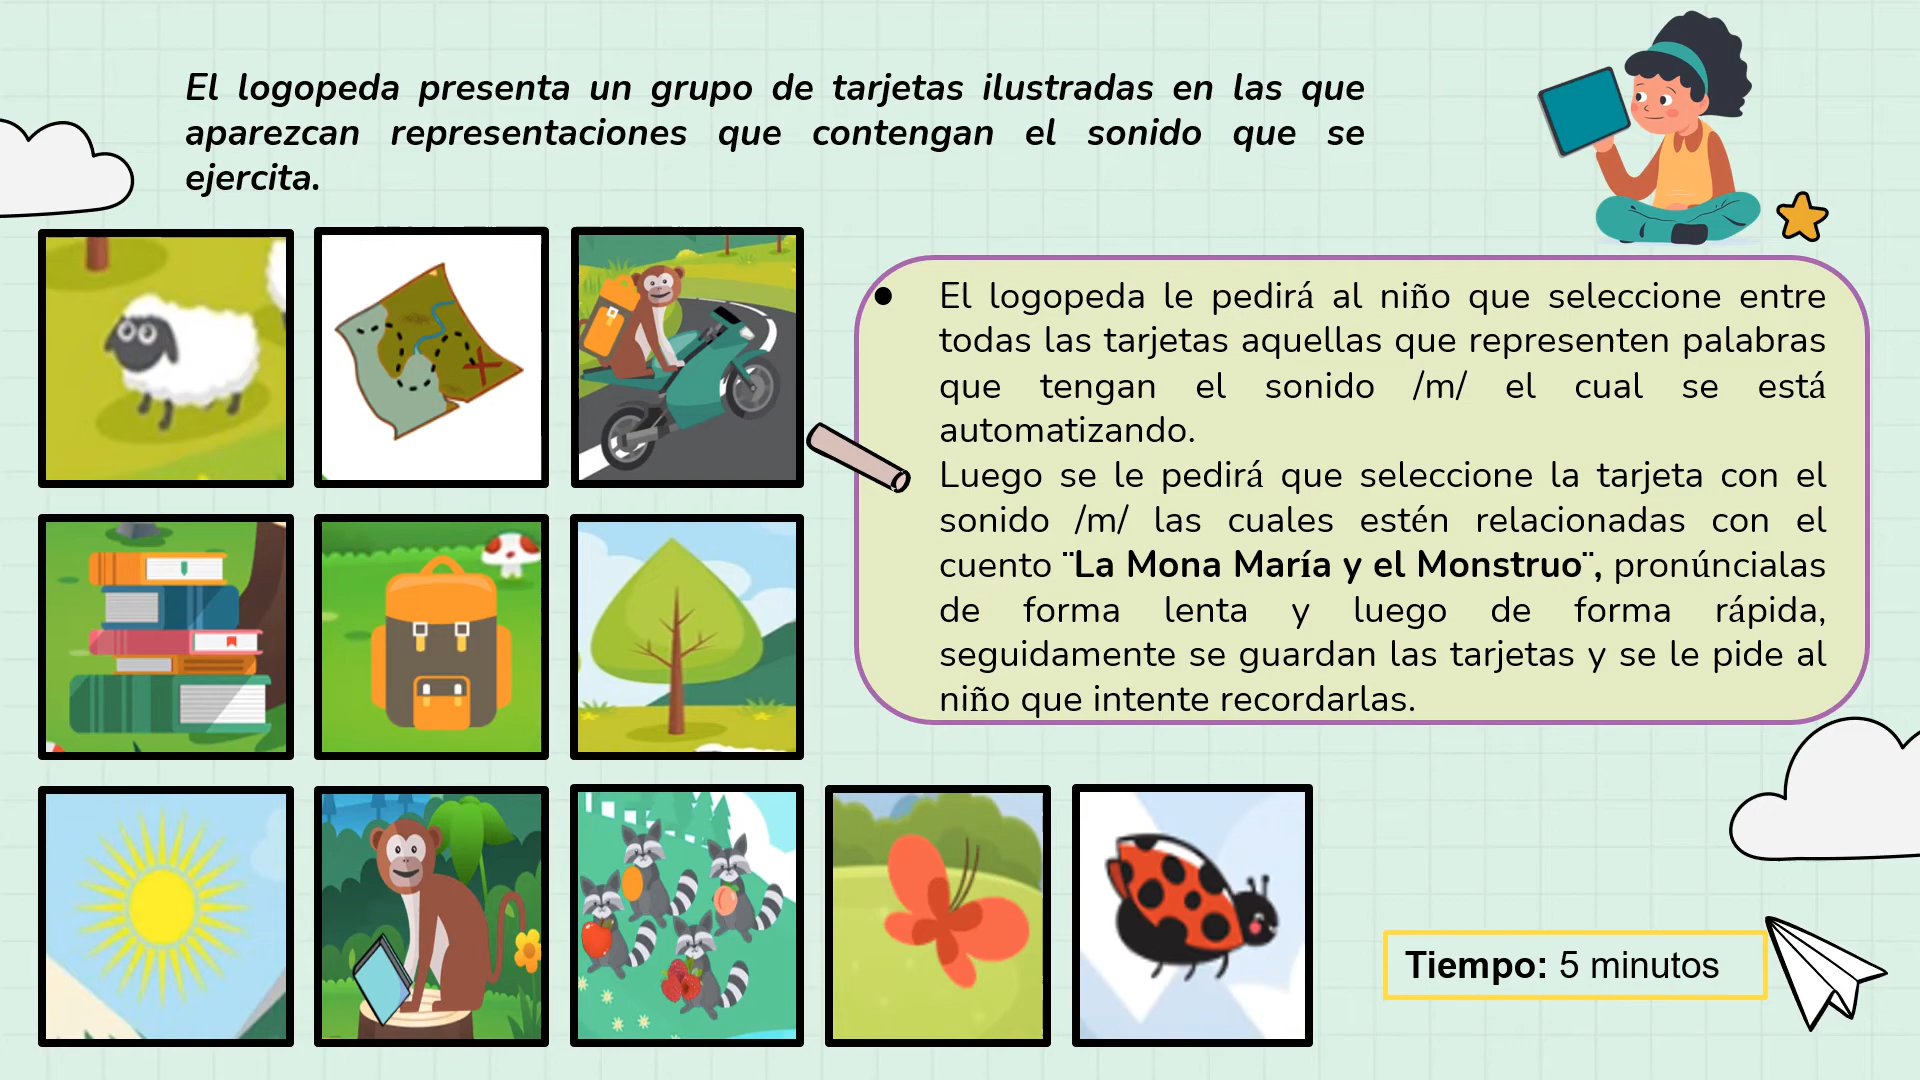 El logopeda presenta un grupo de tarjetas ilustradas en las que
aparezcan representaciones que contengan el sonido que se
ejercita.
● El logopeda le pedirá al niño que seleccione entre
todas las tarjetas aquellas que representen palabras
que tengan el sonido /m/ el cual se está
automatizando.
Luego se le pedirá que seleccione la tarjeta con el
sonido /m/ las cuales estén relacionadas con el
cuento ¨La Mona María y el Monstruo¨, pronúncialas
de forma lenta y luego de forma rápida,
seguidamente se guardan las tarjetas y se le pide al
niño que intente recordarlas.
Tiempo: 5 minutos